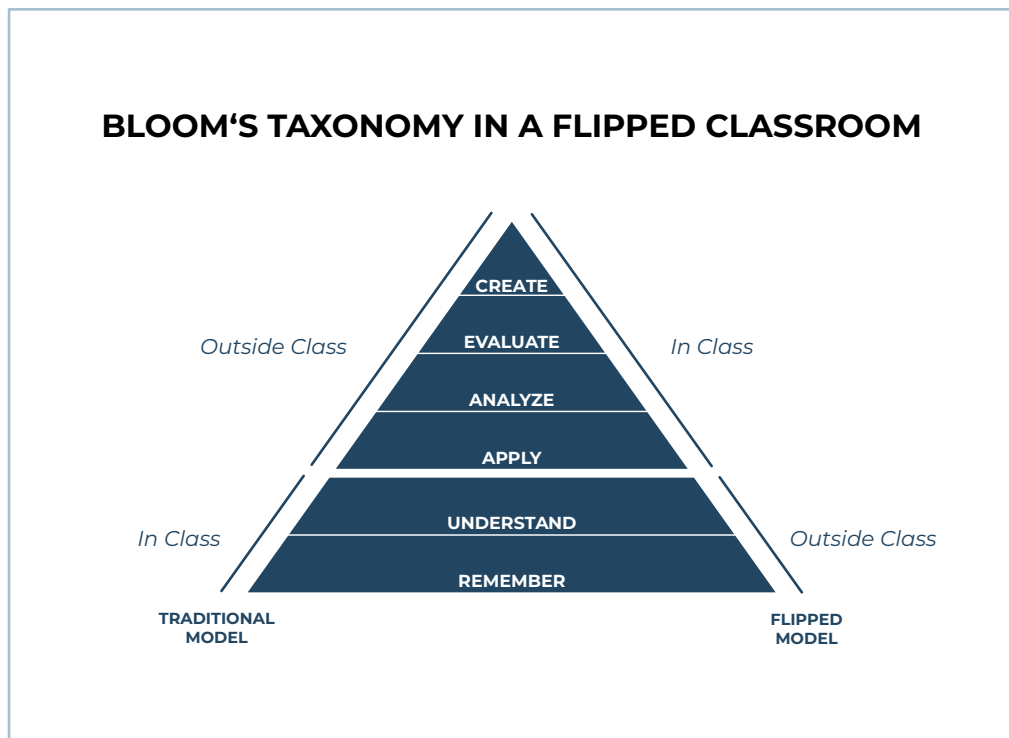 BLOOM‘S TAXONOMY IN A FLIPPED CLASSROOM
CREATE
EVALUATE
Outside Class
In Class
ANALYZE
APPLY
UNDERSTAND
In Class
Outside Class
REMEMBER
TRADITIONAL
MODEL
FLIPPED
MODEL